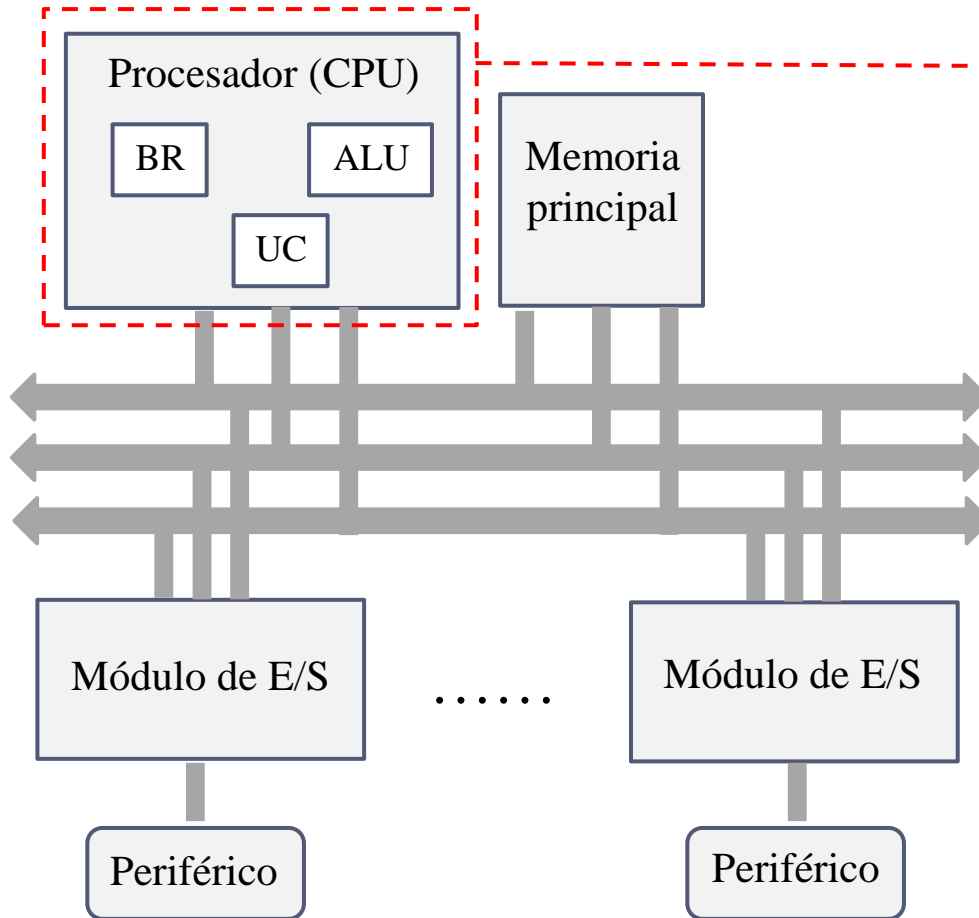 Procesador (CPU)
BR
ALU
UC
Memoria
principal
Módulo de E/S
......
Módulo de E/S
Periférico
Periférico